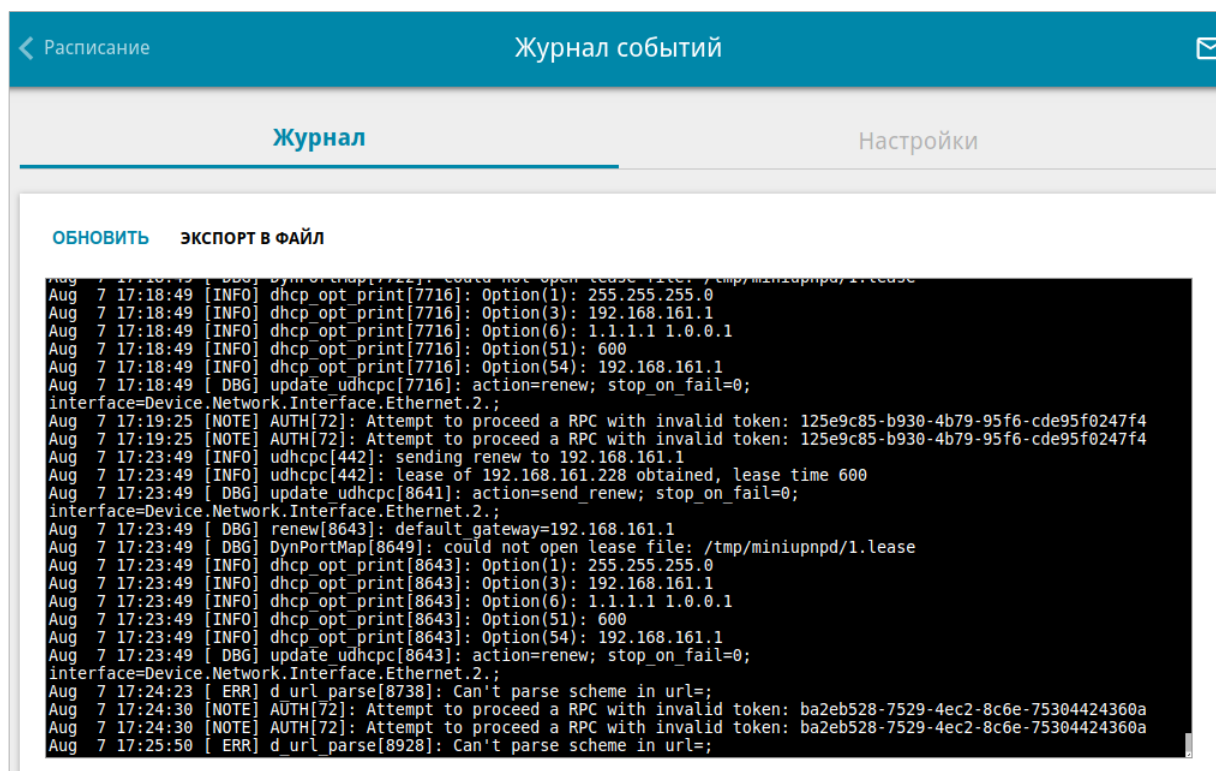 Расписание
Журнал событий
Журнал
Настройки
ОБНОВИТЬ ЭКСПОРТ В ФАЙЛ
Aug  7 17:18:49 [ DBG] DynPortMap[7722]: could not open lease file: /tmp/miniupnpd/1.lease
Aug  7 17:18:49 [INFO] dhcp_opt_print[7716]: Option(1): 255.255.255.0
Aug  7 17:18:49 [INFO] dhcp_opt_print[7716]: Option(3): 192.168.161.1
Aug  7 17:18:49 [INFO] dhcp_opt_print[7716]: Option(6): 1.1.1.1 1.0.0.1
Aug  7 17:18:49 [INFO] dhcp_opt_print[7716]: Option(51): 600
Aug  7 17:18:49 [INFO] dhcp_opt_print[7716]: Option(54): 192.168.161.1
Aug  7 17:18:49 [ DBG] update_udhcpc[7716]: action=renew; stop_on_fail=0;
interface=Device.Network.Interface.Ethernet.2.;
Aug  7 17:19:25 [NOTE] AUTH[72]: Attempt to proceed a RPC with invalid token: 125e9c85-b930-4b79-95f6-cde95f0247f4
Aug  7 17:19:25 [NOTE] AUTH[72]: Attempt to proceed a RPC with invalid token: 125e9c85-b930-4b79-95f6-cde95f0247f4
Aug  7 17:23:49 [INFO] udhcpc[442]: sending renew to 192.168.161.1
Aug  7 17:23:49 [INFO] udhcpc[442]: lease of 192.168.161.228 obtained, lease time 600
Aug  7 17:23:49 [ DBG] update_udhcpc[8641]: action=send_renew; stop_on_fail=0;
interface=Device.Network.Interface.Ethernet.2.;
Aug  7 17:23:49 [ DBG] renew[8643]: default_gateway=192.168.161.1
Aug  7 17:23:49 [ DBG] DynPortMap[8649]: could not open lease file: /tmp/miniupnpd/1.lease
Aug  7 17:23:49 [INFO] dhcp_opt_print[8643]: Option(1): 255.255.255.0
Aug  7 17:23:49 [INFO] dhcp_opt_print[8643]: Option(3): 192.168.161.1
Aug  7 17:23:49 [INFO] dhcp_opt_print[8643]: Option(6): 1.1.1.1 1.0.0.1
Aug  7 17:23:49 [INFO] dhcp_opt_print[8643]: Option(51): 600
Aug  7 17:23:49 [INFO] dhcp_opt_print[8643]: Option(54): 192.168.161.1
Aug  7 17:23:49 [ DBG] update_udhcpc[8643]: action=renew; stop_on_fail=0;
interface=Device.Network.Interface.Ethernet.2.;
Aug  7 17:24:23 [ ERR] d_url_parse[8738]: Can't parse scheme in url=;
Aug  7 17:24:30 [NOTE] AUTH[72]: Attempt to proceed a RPC with invalid token: ba2eb528-7529-4ec2-8c6e-75304424360a
Aug  7 17:24:30 [NOTE] AUTH[72]: Attempt to proceed a RPC with invalid token: ba2eb528-7529-4ec2-8c6e-75304424360a
Aug  7 17:25:50 [ ERR] d_url_parse[8928]: Can't parse scheme in url=;